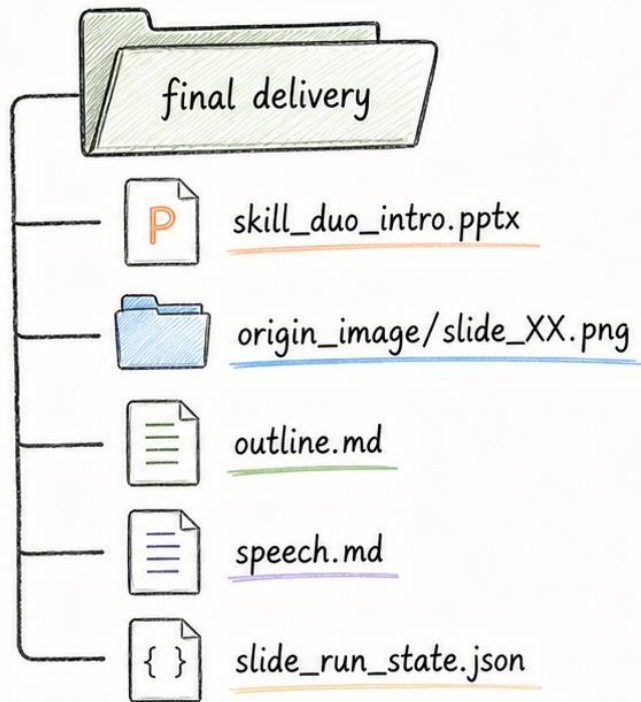 final delivery
P
skill_duo_intro.pptx
origin_image/slide_XX.png
outline.md
speech.md
{ }
slide_run_state.json